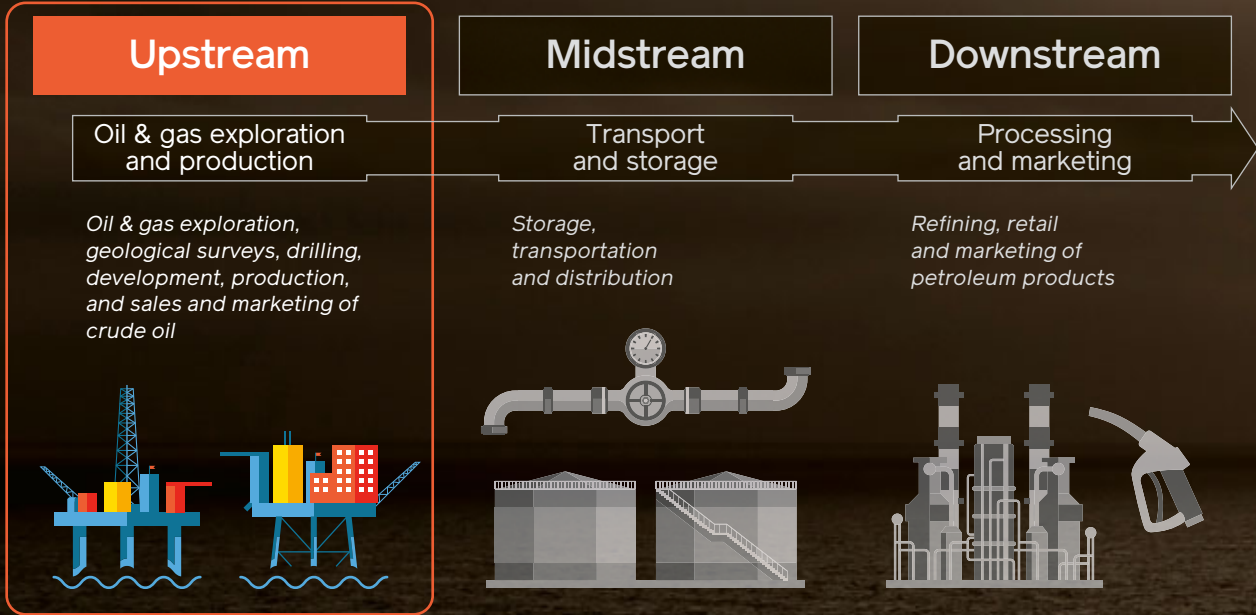 Upstream
Midstream
Downstream
Oil & gas exploration
and production
Transport
and storage
Processing
and marketing
Oil & gas exploration,
geological surveys, drilling,
development, production,
and sales and marketing of
crude oil
Storage,
transportation
and distribution
Refining, retail
and marketing of
petroleum products